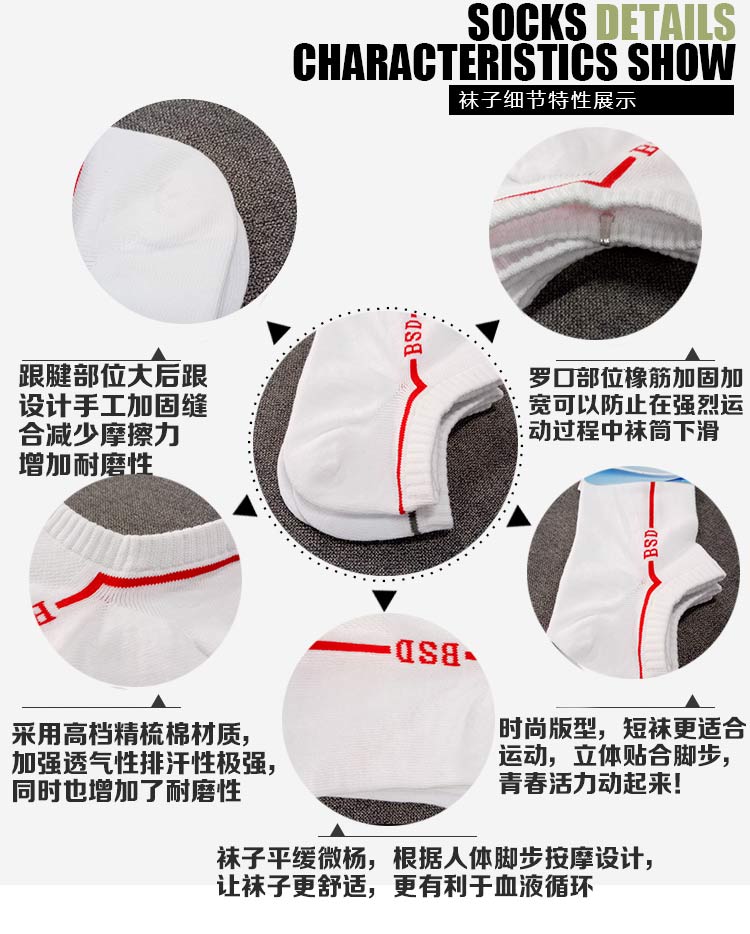 SOCKS DETAILS
CHARACTERISTICS SHOW
袜子细节特性展示
跟腱部位大后跟
设计手工加固缝
合减少摩擦力
增加耐磨性
罗口部位橡筋加固加
宽可以防止在强烈运
动过程中袜筒下滑
BSD
BSD
采用高档精梳棉材质，
加强透气性排汗性极强，
同时也增加了耐磨性
BSD
时尚版型，短袜更适合
运动，立体贴合脚步，
青春活力动起来！
袜子平缓微杨，根据人体脚步按摩设计，
让袜子更舒适，更有利于血液循环